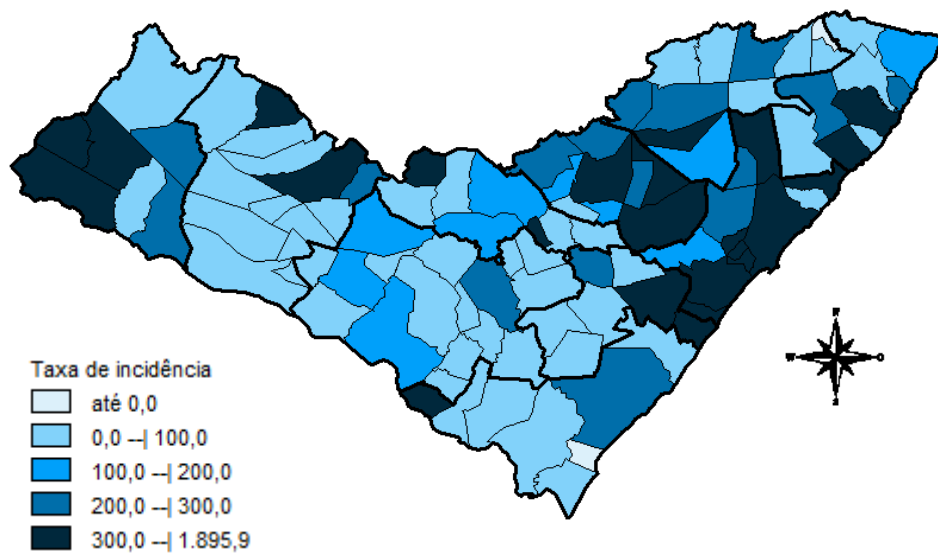 Taxa de incidência
até 0,0
0,0 --| 100,0
100,0 --| 200,0
200,0 --| 300,0
300,0 --| 1.895,9